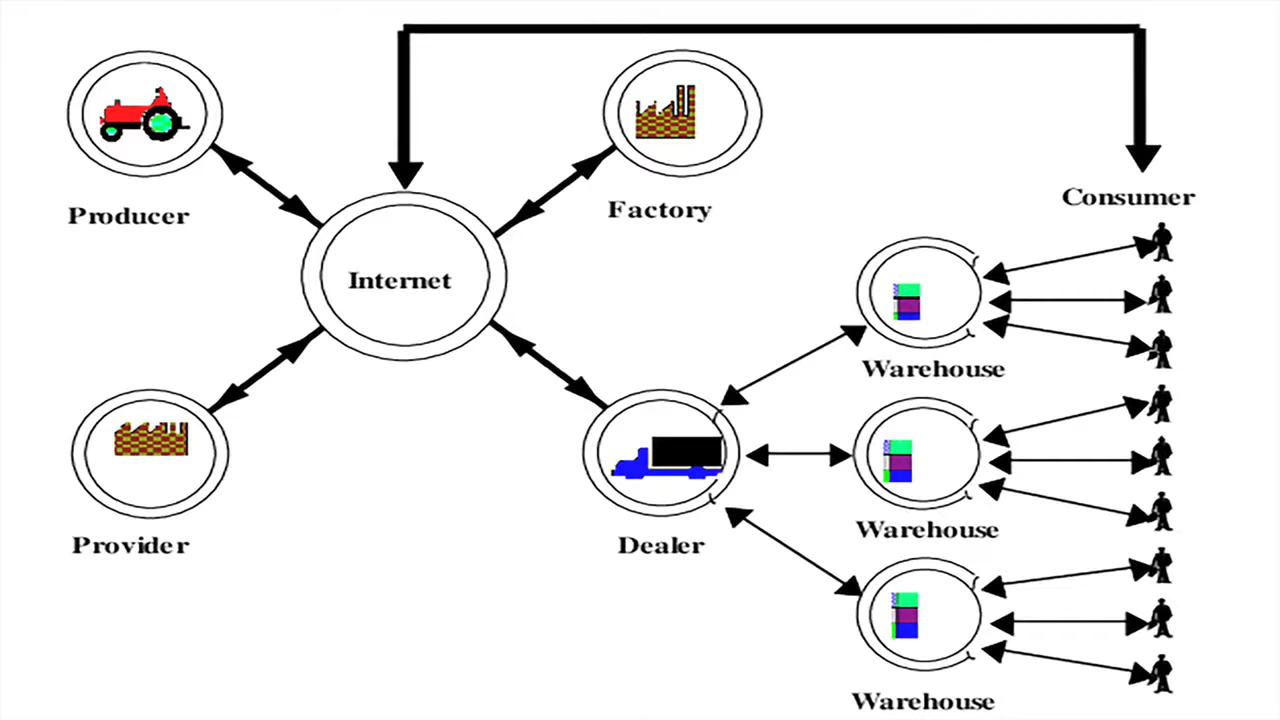 Consumer
Producer
Factory
Internet
Warehouse
Warehouse
Provider
Dealer
Warehouse